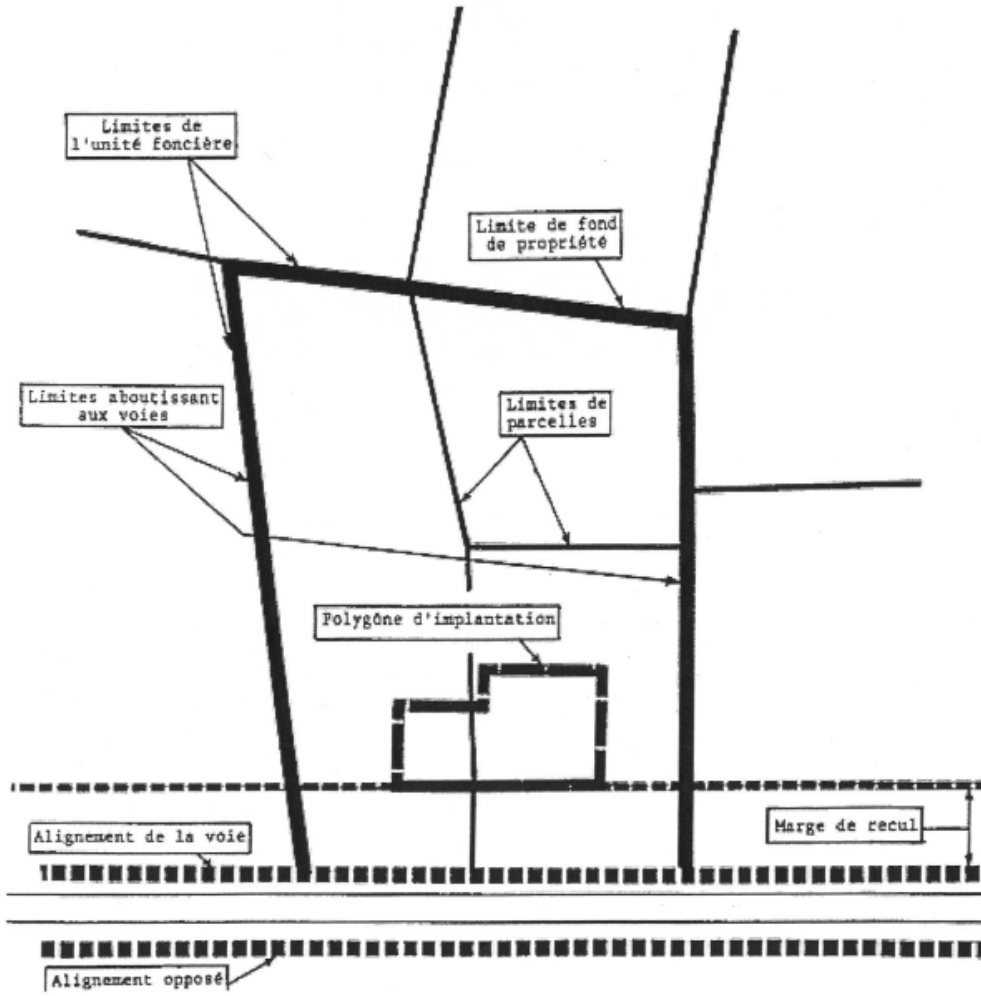 Limites de
l'unité foncière
Limite de fond
de propriété
Limites aboutissant
aux voies
Limites de
parcelles
Polygône d'implantation
Alignement de la voie
Marge de recul
Alignement opposé